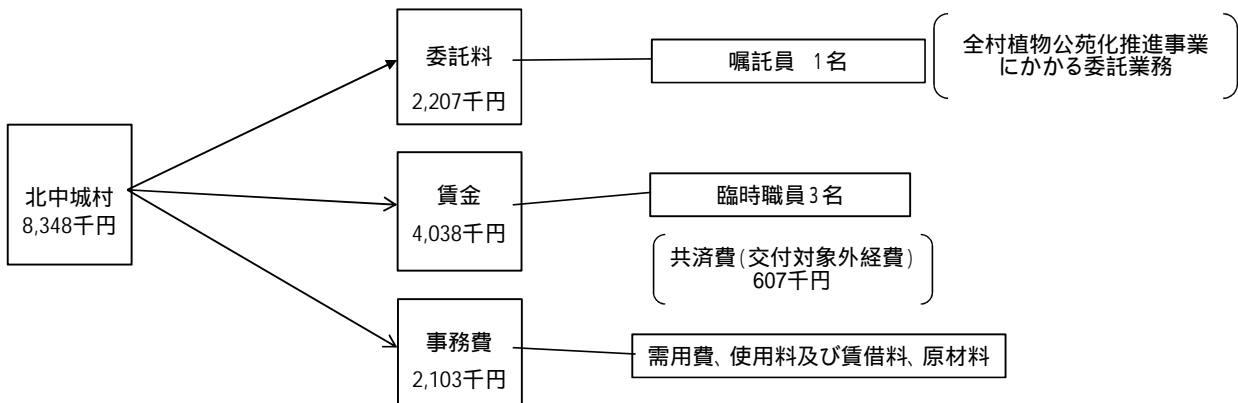 北中城村
8,348千円
委託料
2,207千円
嘱託員　1名
全村植物公苑化推進事業
にかかる委託業務
賃金
4,038千円
臨時職員3名
共済費(交付対象外経費)
607千円
事務費
2,103千円
需用費、使用料及び賃借料、原材料